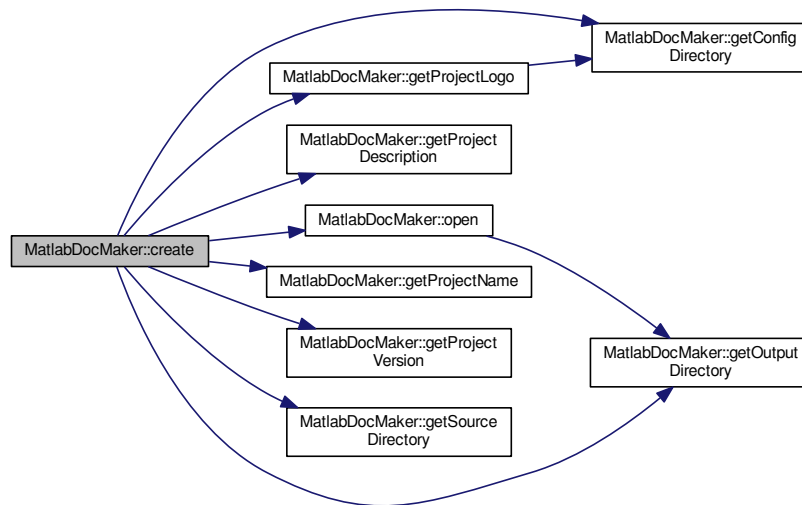 MatlabDocMaker::getConfig
Directory
MatlabDocMaker::getProjectLogo
MatlabDocMaker::getProject
Description
MatlabDocMaker::open
MatlabDocMaker::create
MatlabDocMaker::getProjectName
MatlabDocMaker::getProject
Version
MatlabDocMaker::getOutput
Directory
MatlabDocMaker::getSource
Directory